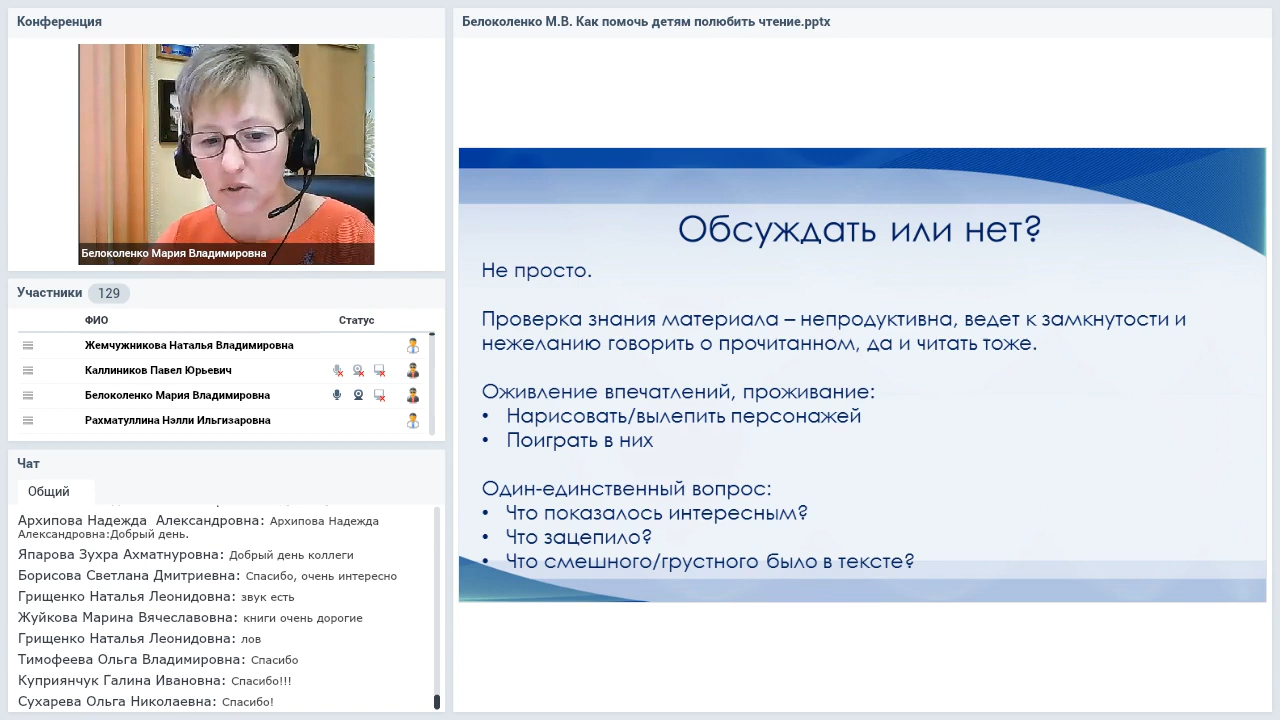 Конференция
Белоколенко Мария Владимировна
Участники 129
ФИО Статус
Жемчужникова Наталья Владимировна
Каллиников Павел Юрьевич
Белоколенко Мария Владимировна
Рахматуллина Нэлли Ильгизаровна
Чат
Общий
Архипова Надежда Александровна: Архипова Надежда
Александровна:Добрый день.
Япарова Зухра Ахматнуровна: Добрый день коллеги
Борисова Светлана Дмитриевна: Спасибо, очень интересно
Грищенко Наталья Леонидовна: звук есть
Жуйкова Марина Вячеславовна: книги очень дорогие
Грищенко Наталья Леонидовна: лов
Тимофеева Ольга Владимировна: Спасибо
Куприянчук Галина Ивановна: Спасибо!!!
Сухарева Ольга Николаевна: Спасибо!
Белоколенко М.В. Как помочь детям полюбить чтение.pptx
Обсуждать или нет?
Не просто.
Проверка знания материала – непродуктивна, ведет к замкнутости и
нежеланию говорить о прочитанном, да и читать тоже.
Оживление впечатлений, проживание:
• Нарисовать/вылепить персонажей
• Поиграть в них
Один-единственный вопрос:
• Что показалось интересным?
• Что зацепило?
• Что смешного/грустного было в тексте?